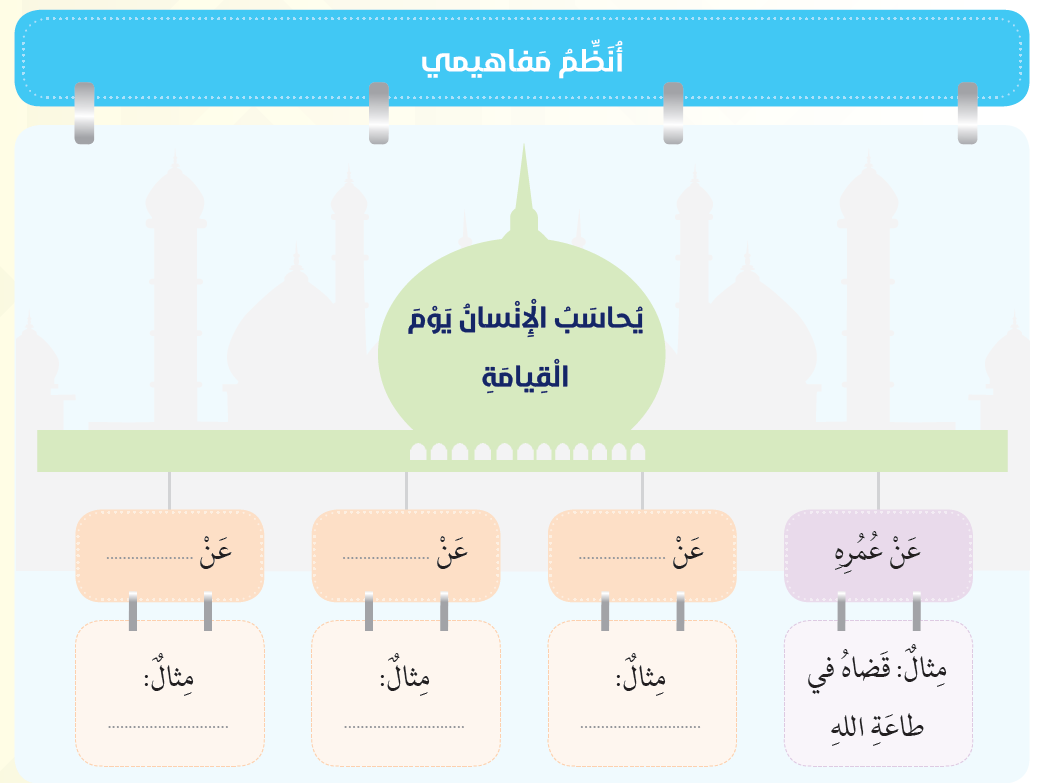 أُنَظِّمُ مَفاهيمي
يُحاسَبُ الْإِنْسانُ يَوْمَ
الْقِيامَةِ
عَنْ عُمُرِهِ
عَنْ ....................
عَنْ ....................
عَنْ ....................
مِثالٌ: قَضاهُ في
طاعَةِ اللهِ
مِثالٌ:
............................
مِثالٌ:
............................
مِثالٌ:
............................